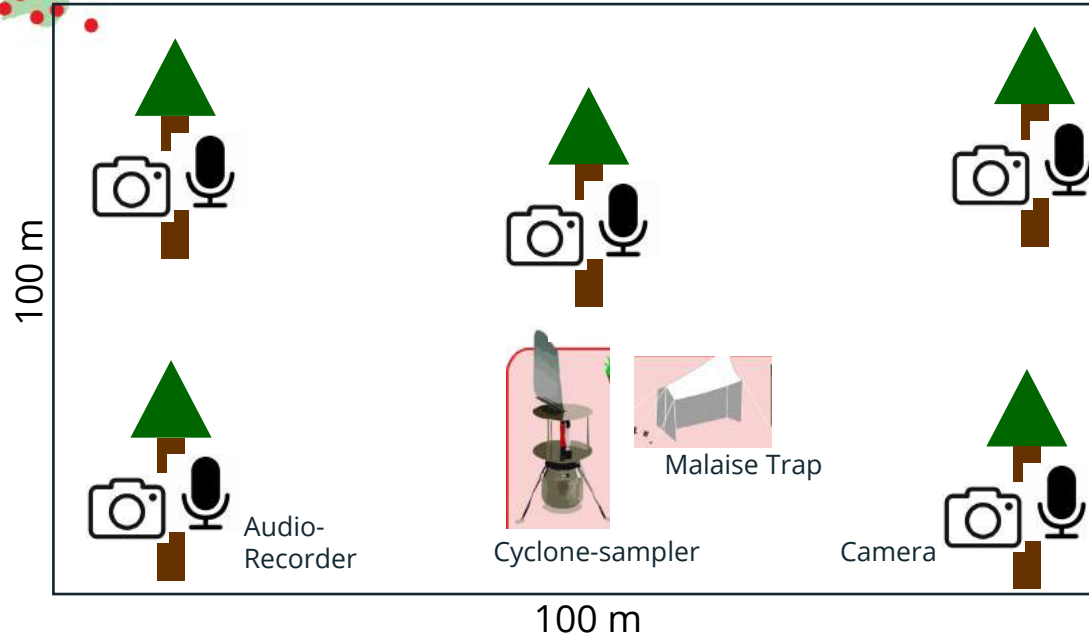 100 m
Malaise Trap
Audio-
Recorder
Cyclone-sampler
Camera
100 m